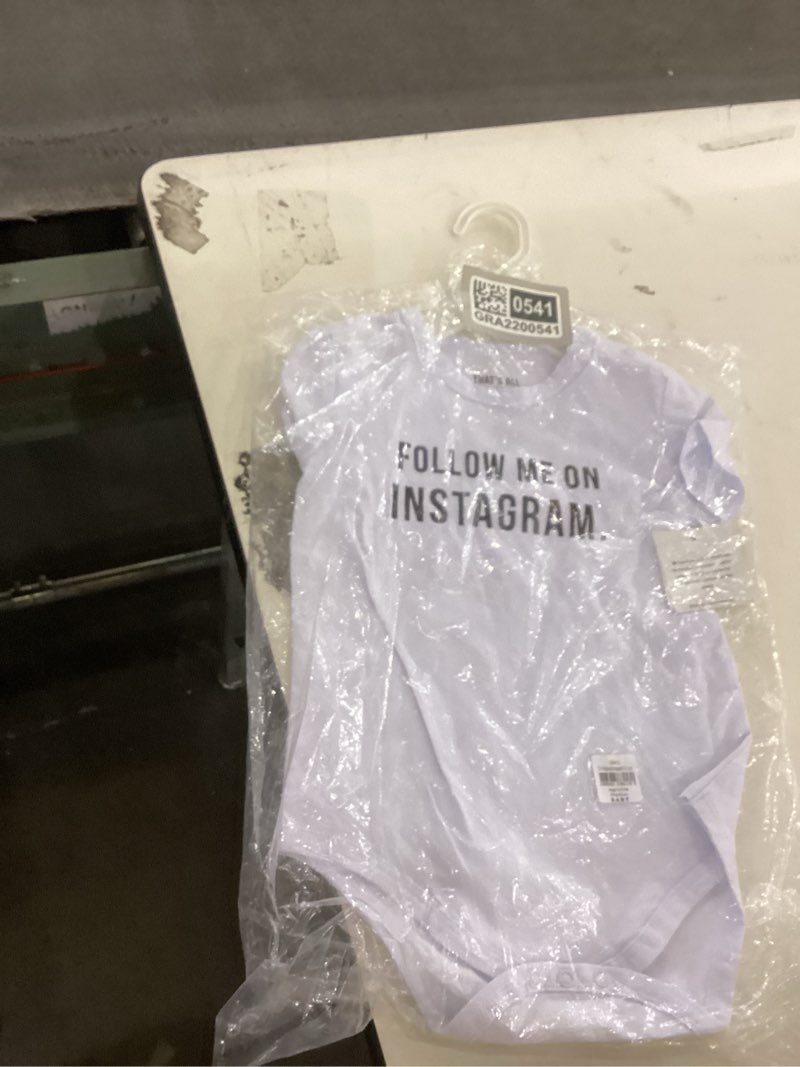 0541
GRA2200541
THAT'S ALL
FOLLOW ME ON
INSTAGRAM.
BABY